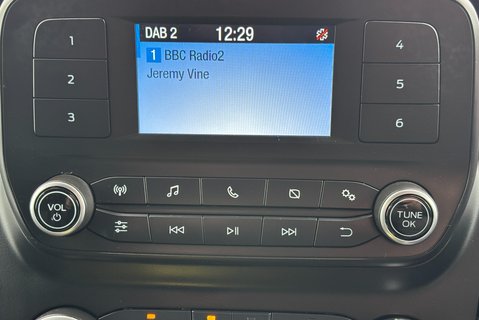 DAB 2 12:29
1 BBC Radio2
Jeremy Vine
1
2
3
4
5
6
VOL
TUNE
OK